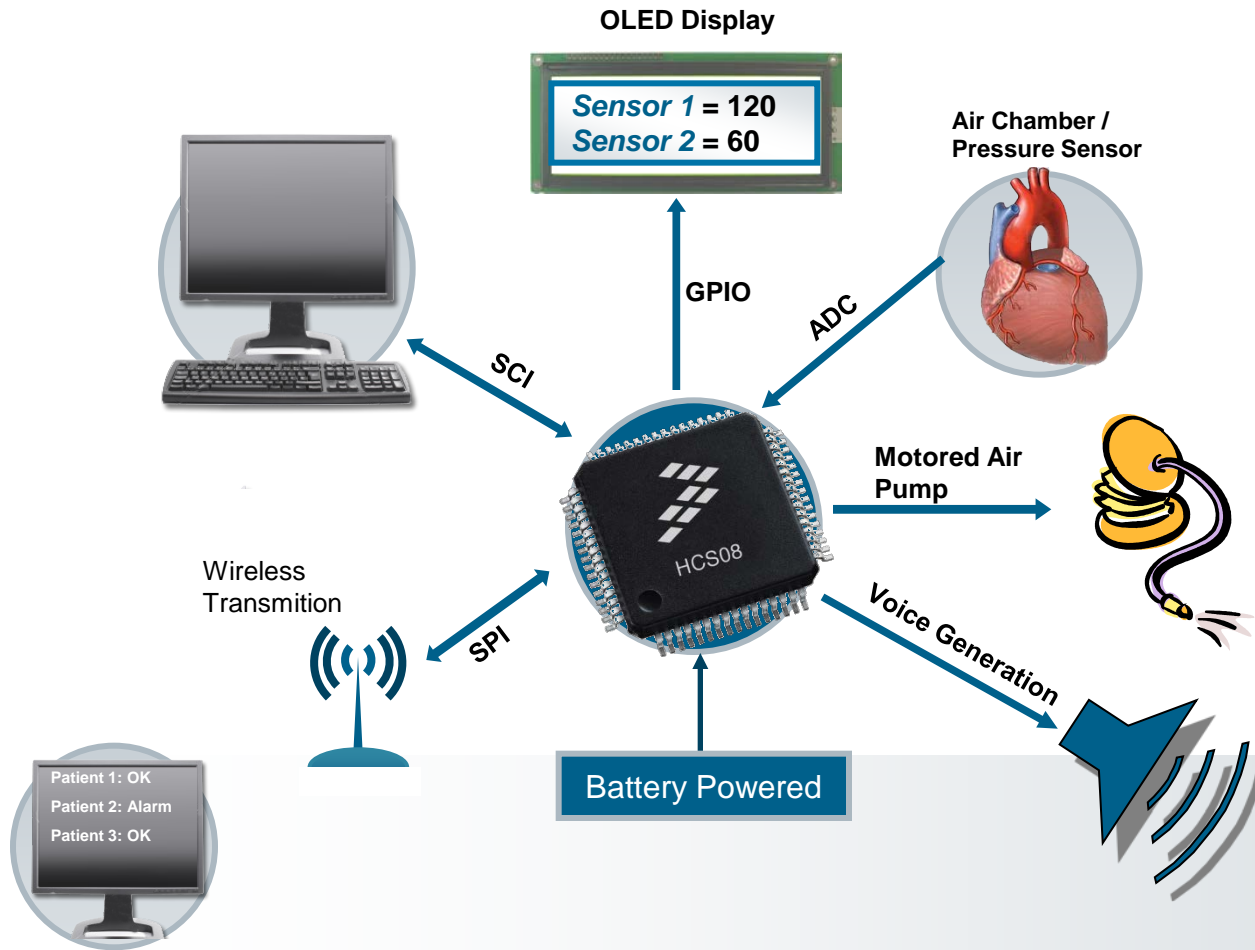 OLED Display
Sensor 1 = 120
Sensor 2 = 60
Air Chamber /
Pressure Sensor
GPIO
ADC
SCI
Motored Air
Pump
HCS08
Wireless
Transmition
SPI
Voice Generation
Battery Powered
Patient 1: OK
Patient 2: Alarm
Patient 3: OK